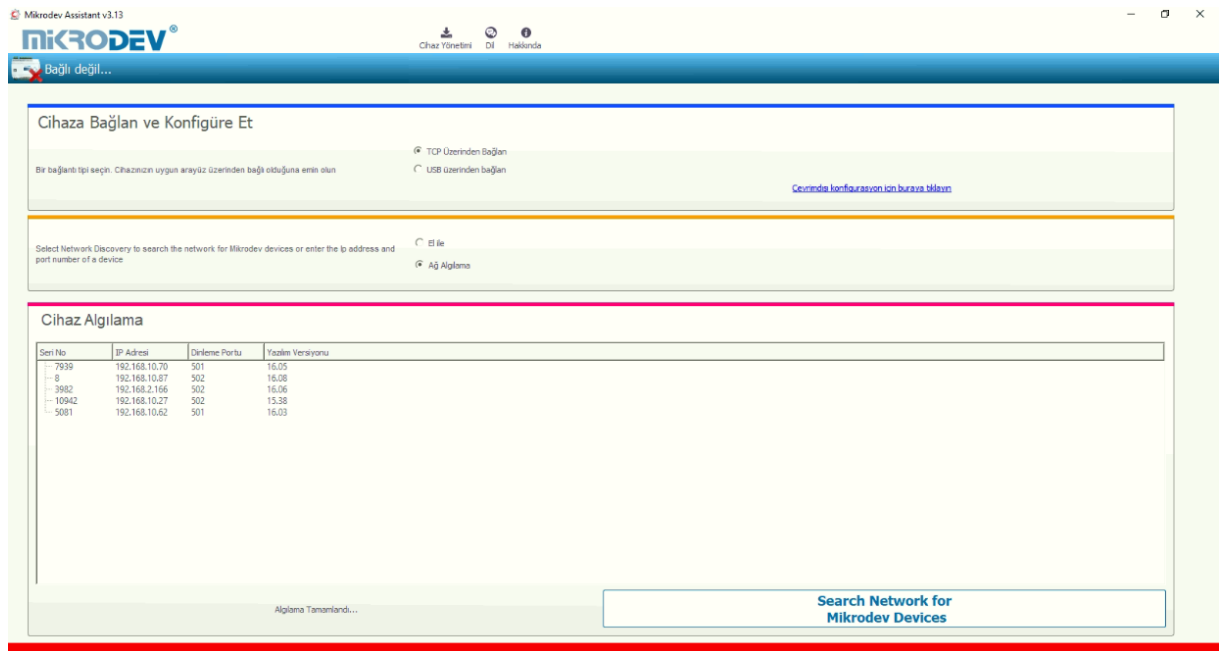 Mikrodev Assistant v3.13
MiKRODEV®
Cihaz Yönetimi Dil Hakkında
Bağlı değil...
Cihaza Bağlan ve Konfigüre Et
TCP Üzerinden Bağlan
Bir bağlantı tipi seçin. Cihazınızın uygun arayüz üzerinden bağlı olduğuna emin olun
USB üzerinden bağlan
Çevrimdışı konfigurasyon için buraya tıklayın
El ile
Select Network Discovery to search the network for Mikrodev devices or enter the Ip address and
port number of a device
Ağ Algılama
Cihaz Algılama
Seri No IP Adresi Dinleme Portu Yazılım Versiyonu
7939 192.168.10.70 501 16.05
8 192.168.10.87 502 16.08
3982 192.168.2.166 502 16.06
10942 192.168.10.27 502 15.38
5081 192.168.10.62 501 16.03
Algılama Tamamlandı...
Search Network for
Mikrodev Devices